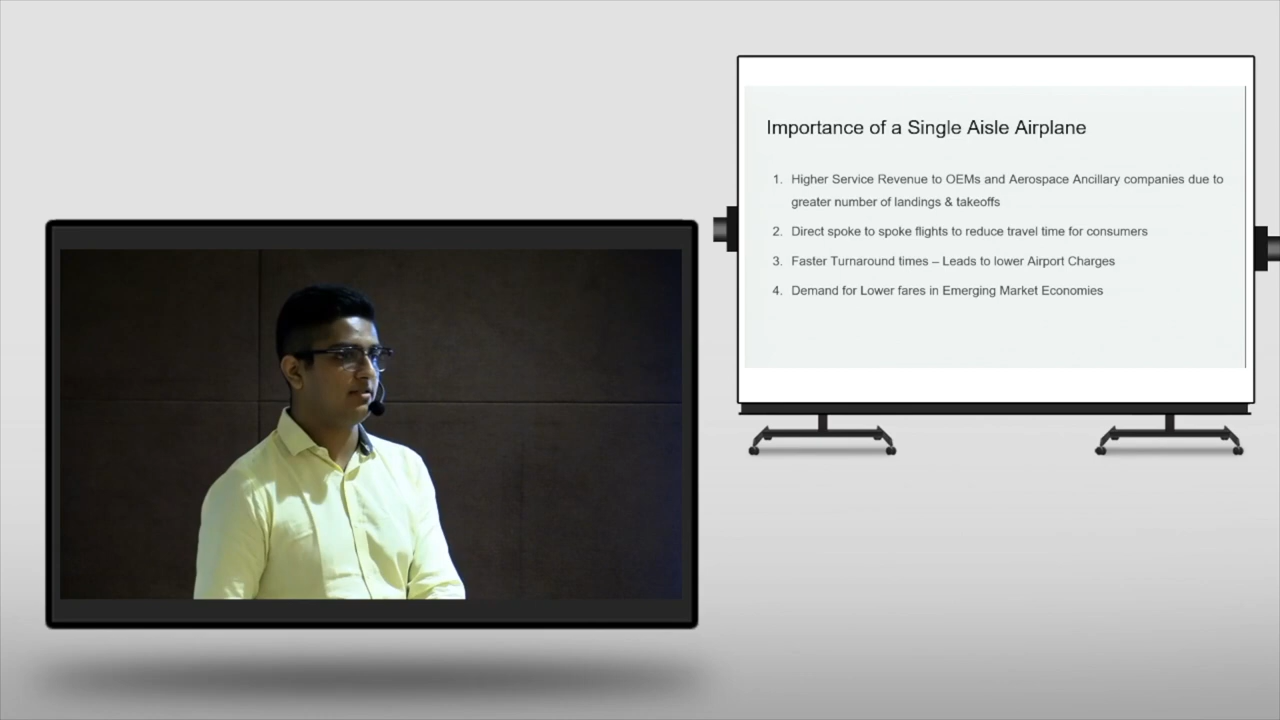 Importance of a Single Aisle Airplane
1. Higher Service Revenue to OEMs and Aerospace Ancillary companies due to
greater number of landings & takeoffs
2. Direct spoke to spoke flights to reduce travel time for consumers
3. Faster Turnaround times – Leads to lower Airport Charges
4. Demand for Lower fares in Emerging Market Economies